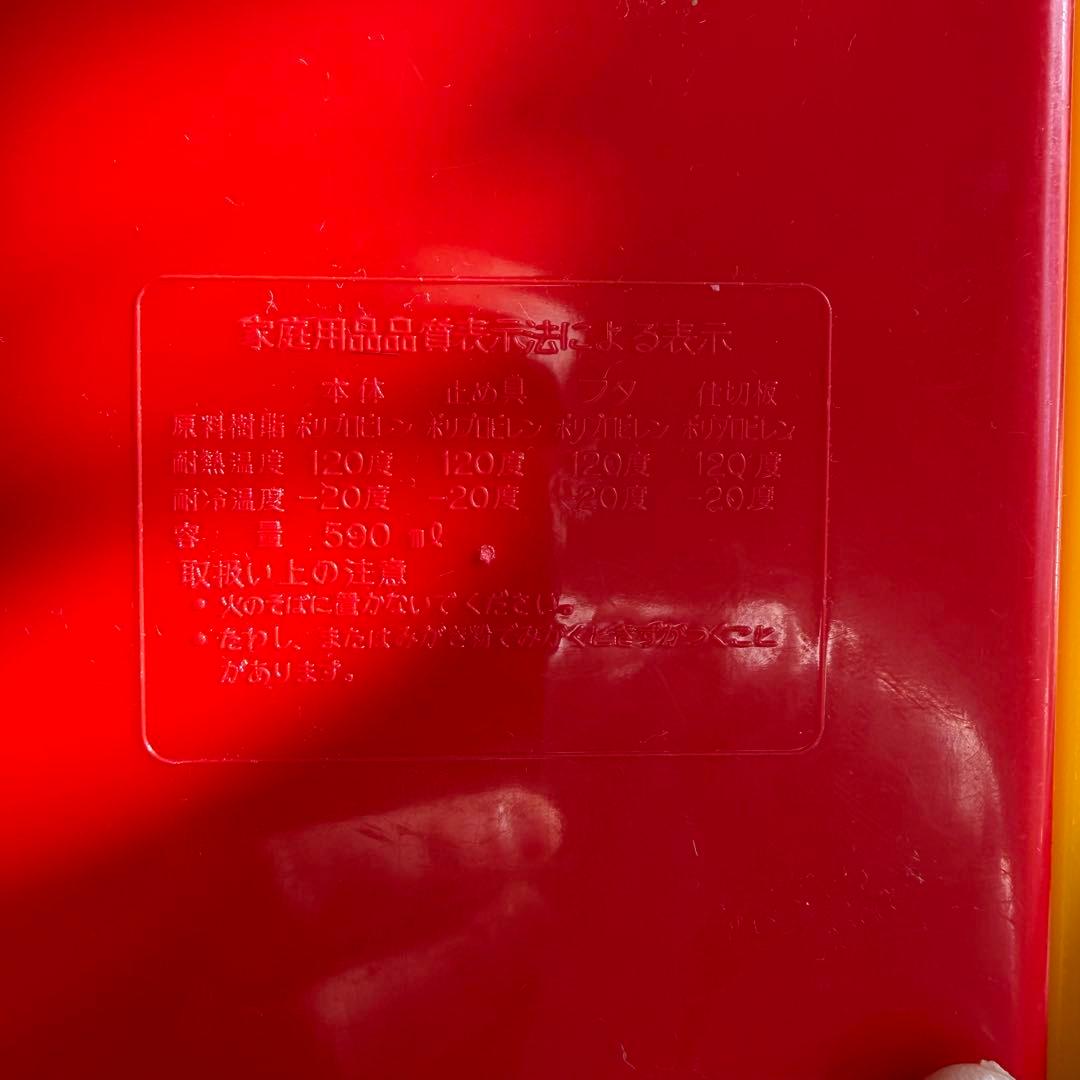 家庭用品品質表示法による表示
本体 止め具 フタ 仕切板
原料樹脂 ポリプロピレン ポリプロピレン ポリプロピレン ポリプロピレン
耐熱温度 120度 120度 120度 120度
耐冷温度 -20度 -20度 -20度 -20度
容量 590 ml
取扱い上の注意
・火のそばに置かないでください。
・たわし、またはみがき粉でみがくときずがつくこと
があります。